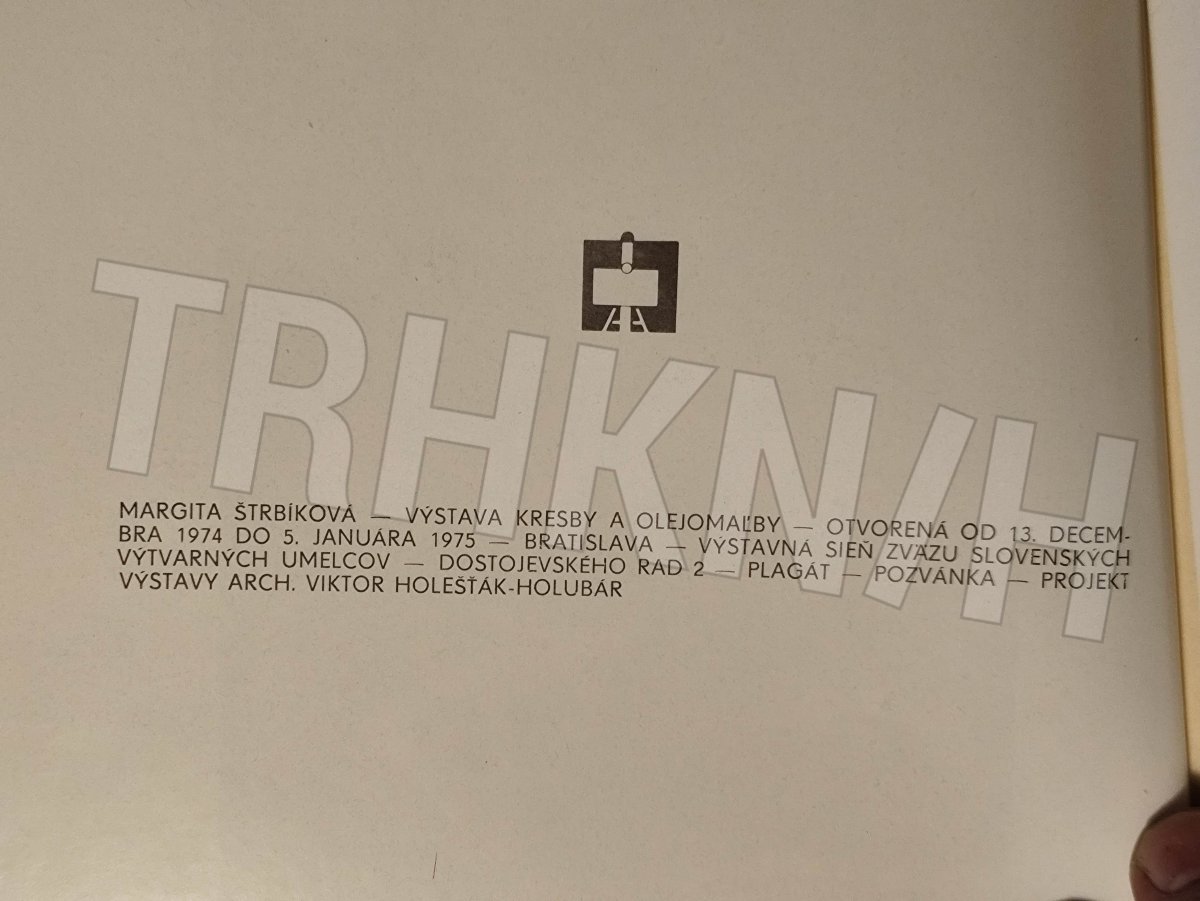 TRHKN/H
MARGITA ŠTRBÍKOVÁ — VÝSTAVA KRESBY A OLEJOMAĽBY — OTVORENÁ OD 13. DECEM-
BRA 1974 DO 5. JANUÁRA 1975 — BRATISLAVA — VÝSTAVNÁ SIEŇ ZVÄZU SLOVENSKÝCH
VÝTVARNÝCH UMELCOV — DOSTOJEVSKÉHO RAD 2 — PLAGÁT — POZVÁNKA — PROJEKT
VÝSTAVY ARCH. VIKTOR HOLEŠŤÁK-HOLUBÁR